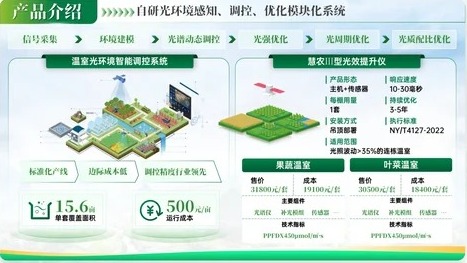 产品介绍
自研光环境感知、调控、优化模块化系统
信号采集
环境建模
光谱动态调控
光强优化
光周期优化
光质配比优化
温室光环境智能调控系统
标准化产线
边际成本低
调控精度行业领先
15.6亩
单套覆盖面积
500元/亩
运行成本
慧农III型光效提升仪
产品形态
主机+传感器
响应速度
10-30毫秒
每棚用量
1套
持续优化
3-5年
安装方式
吊顶部署
执行标准
NY/T4127-2022
适用范围
光照波动>35%的连栋温室
果蔬温室
售价
31800元/套
成本
19100元/套
主要组件
光谱仪 补光模组 传感器 ...
技术指标
PPFD≥450μmol/m²·s
叶菜温室
售价
30500元/套
成本
18400元/套
主要组件
光谱仪 补光模组 传感器 ...
技术指标